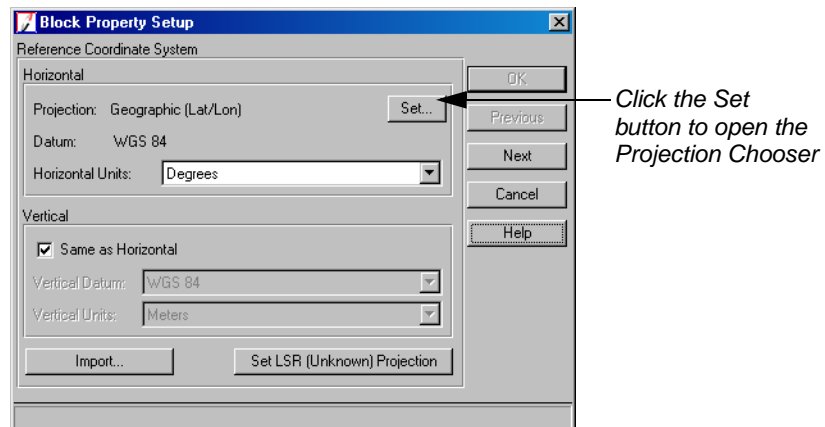 Block Property Setup
Reference Coordinate System
Horizontal
Projection: Geographic (Lat/Lon)
Set...
Datum: WGS 84
Horizontal Units: Degrees
Vertical
Same as Horizontal
Vertical Datum: WGS 84
Vertical Units: Meters
Import...
Set LSR (Unknown) Projection
OK
Previous
Next
Cancel
Help
Click the Set
button to open the
Projection Chooser